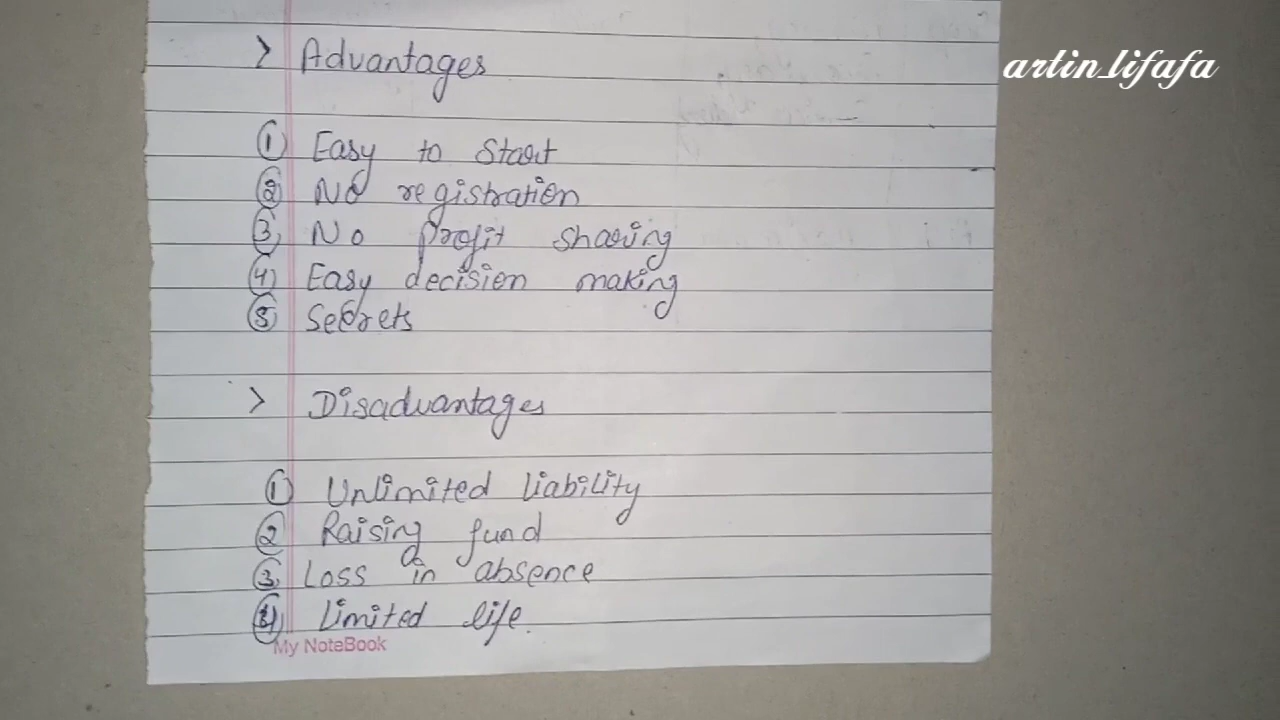 > Advantages
artin_lifafa
① Easy to Start
② No registration
③ No profit sharing
④ Easy decision making
⑤ Secrets
> Disadvantages
① Unlimited liability
② Raising fund
③ Loss in absence
④ Limited life.
My NoteBook